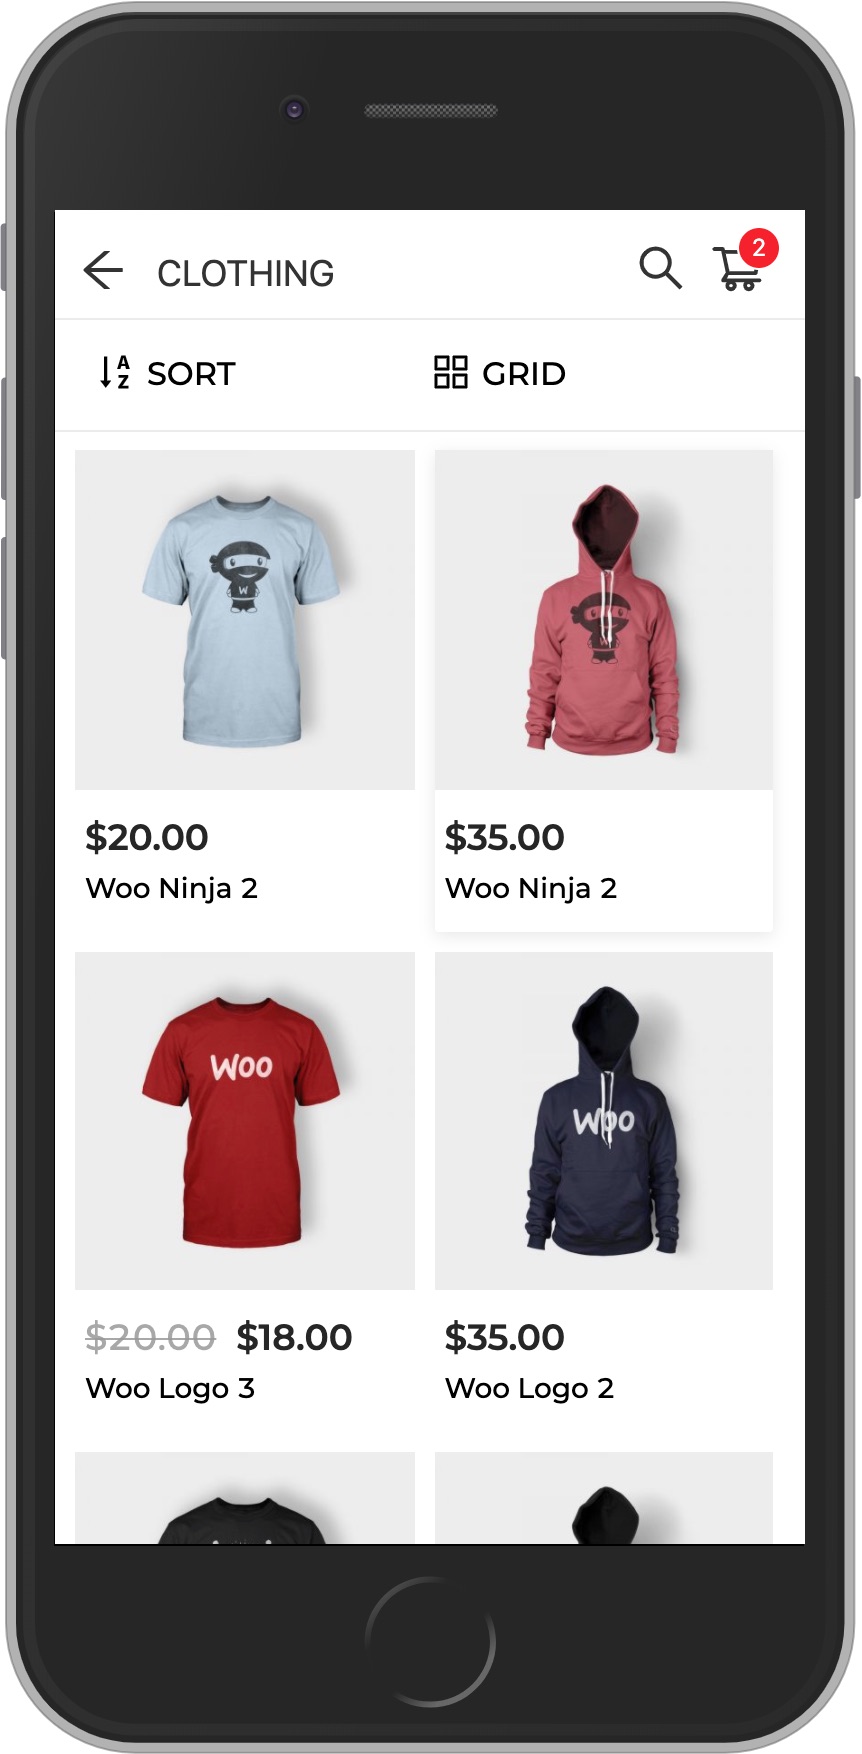 CLOTHING
2
SORT
GRID
W
W
$20.00
$35.00
Woo Ninja 2
Woo Ninja 2
Woo
Woo
$20.00 $18.00
$35.00
Woo Logo 3
Woo Logo 2